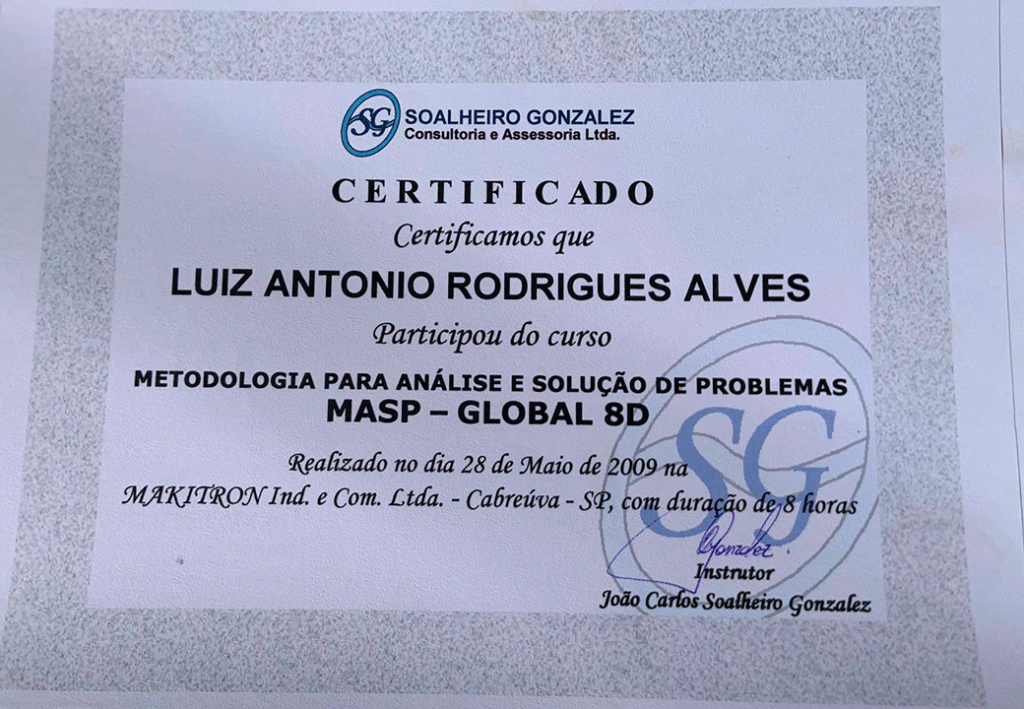 SG SOALHEIRO GONZALEZ
Consultoria e Assessoria Ltda.
CERTIFICADO
Certificamos que
LUIZ ANTONIO RODRIGUES ALVES
Participou do curso
METODOLOGIA PARA ANÁLISE E SOLUÇÃO DE PROBLEMAS
MASP – GLOBAL 8D
Realizado no dia 28 de Maio de 2009 na
MAKITRON Ind. e Com. Ltda. - Cabreúva - SP, com duração de 8 horas
SG
Gonzalez
Instrutor
João Carlos Soalheiro Gonzalez